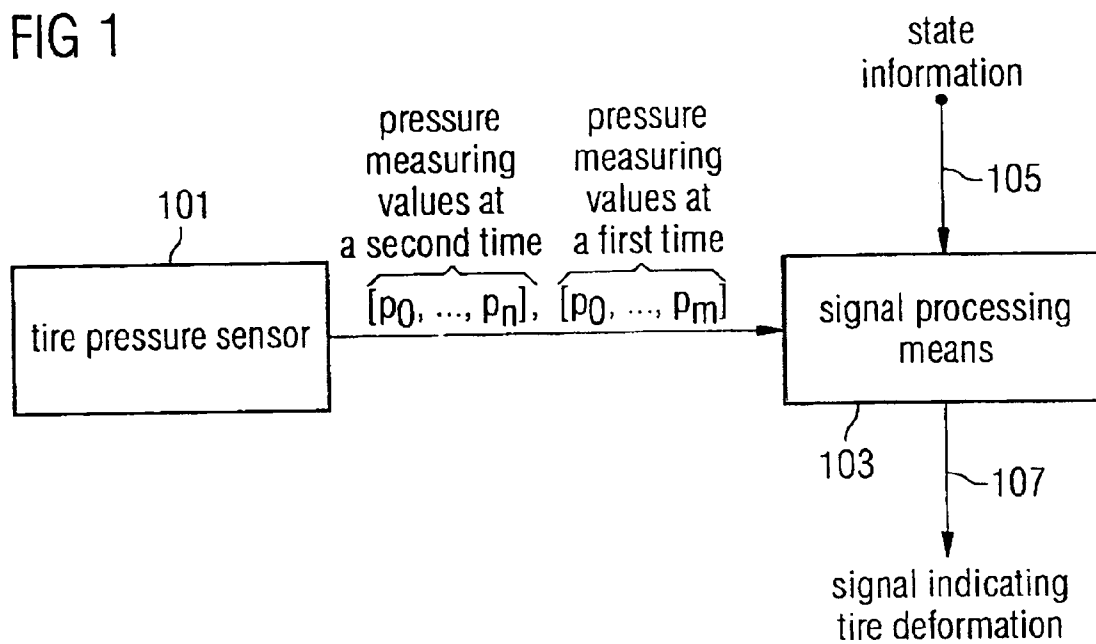 FIG 1
state
information
105
pressure
measuring
values at
a second time
pressure
measuring
values at
a first time
101
[p0, ..., pn], [p0, ..., pm]
tire pressure sensor
signal processing
means
103
107
signal indicating
tire deformation